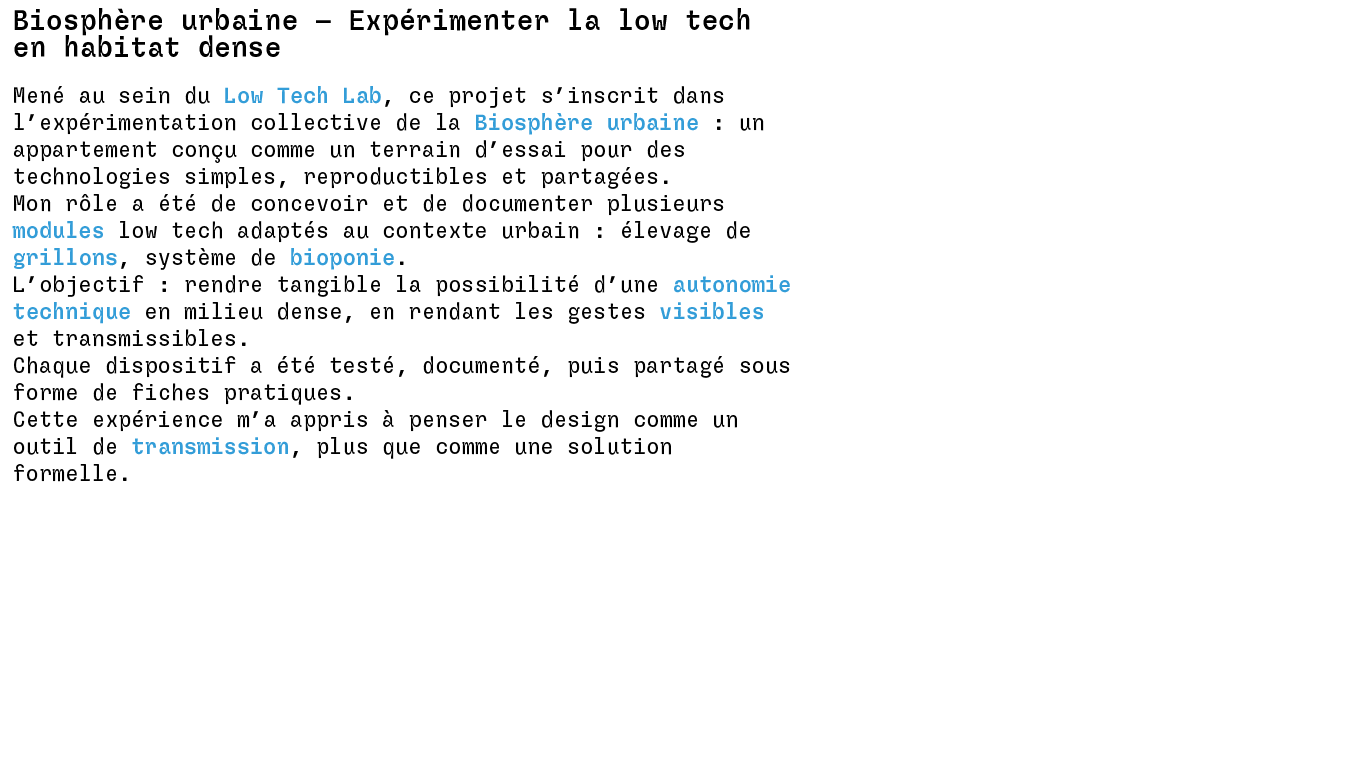 Biosphère urbaine – Expérimenter la low tech
en habitat dense
Mené au sein du Low Tech Lab, ce projet s’inscrit dans
l’expérimentation collective de la Biosphère urbaine : un
appartement conçu comme un terrain d’essai pour des
technologies simples, reproductibles et partagées.
Mon rôle a été de concevoir et de documenter plusieurs
modules low tech adaptés au contexte urbain : élevage de
grillons, système de bioponie.
L’objectif : rendre tangible la possibilité d’une autonomie
technique en milieu dense, en rendant les gestes visibles
et transmissibles.
Chaque dispositif a été testé, documenté, puis partagé sous
forme de fiches pratiques.
Cette expérience m’a appris à penser le design comme un
outil de transmission, plus que comme une solution
formelle.